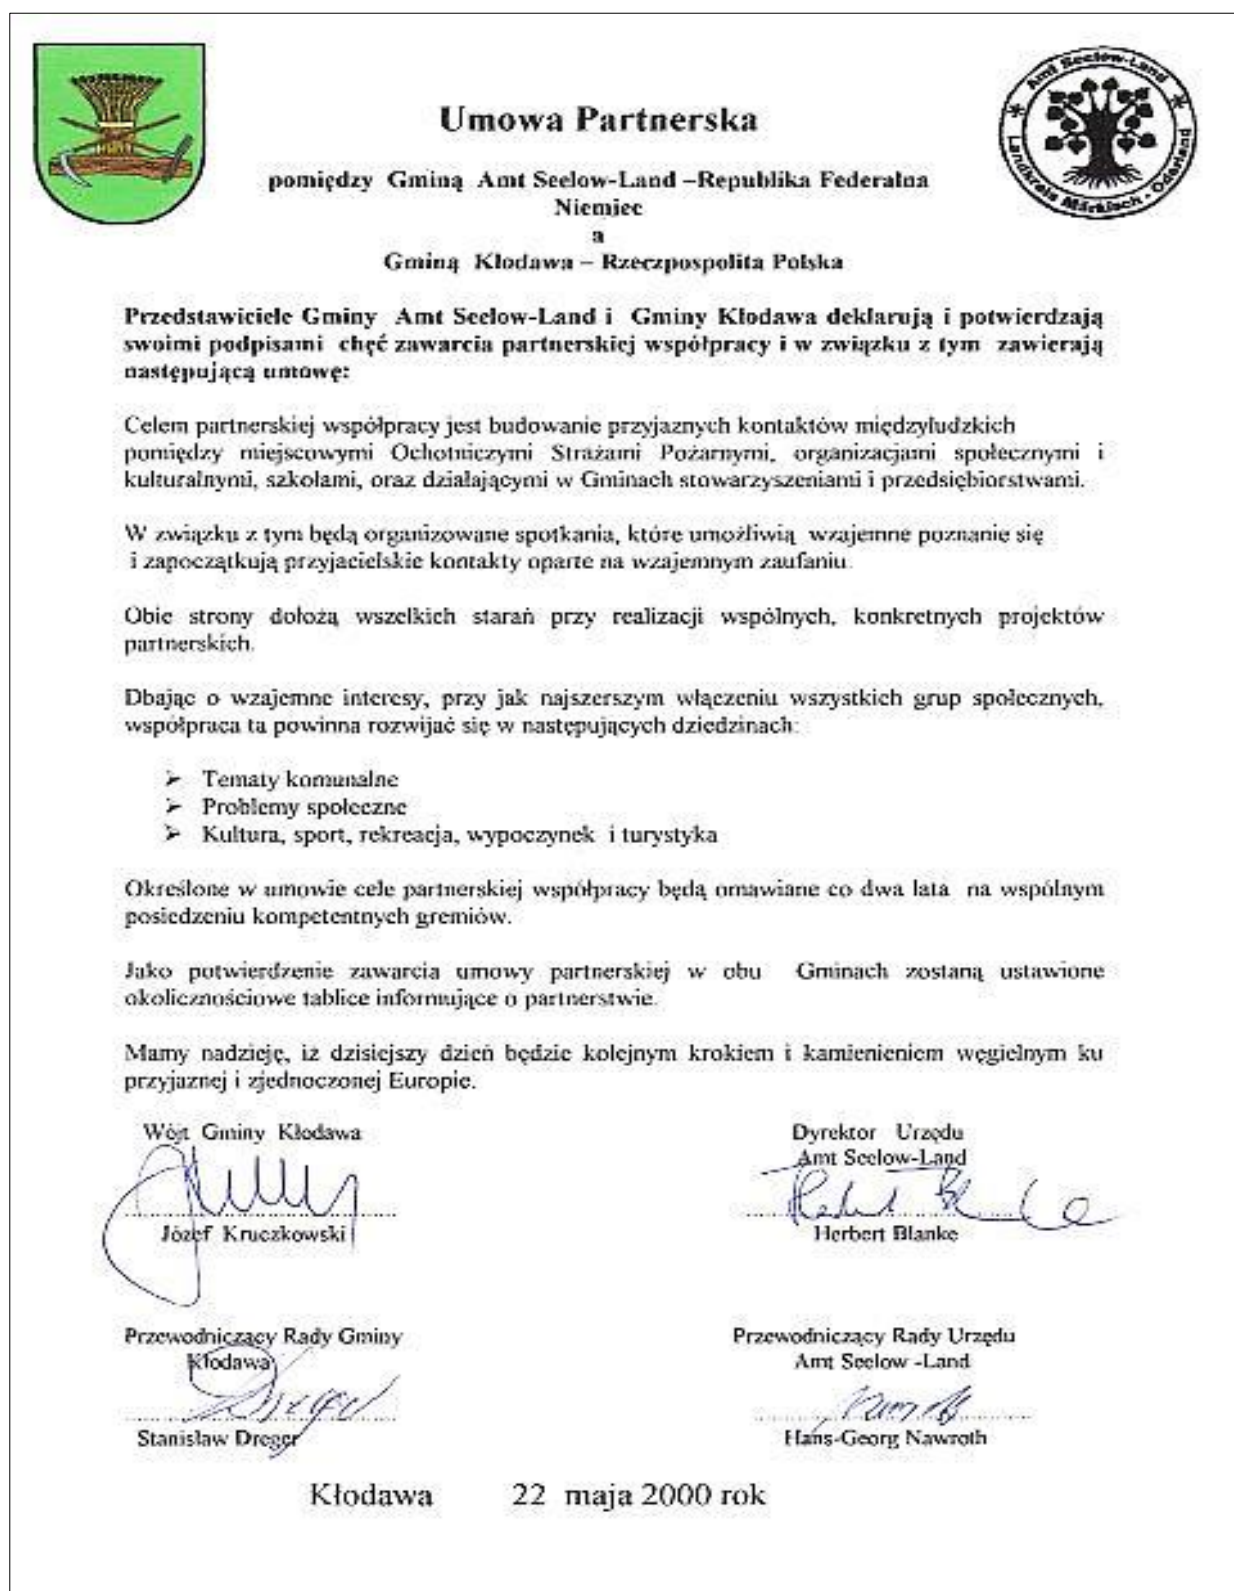 Amt Seelow-Land
Landkreis Märkisch - Oderland
Umowa Partnerska
pomiędzy Gminą Amt Seelow-Land –Republika Federalna
Niemiec
a
Gminą Kłodawa – Rzeczpospolita Polska
Przedstawiciele Gminy Amt Seelow-Land i Gminy Kłodawa deklarują i potwierdzają
swoimi podpisami chęć zawarcia partnerskiej współpracy i w związku z tym zawierają
następującą umowę:
Celem partnerskiej współpracy jest budowanie przyjaznych kontaktów międzyludzkich
pomiędzy miejscowymi Ochotniczymi Strażami Pożarnymi, organizacjami społecznymi i
kulturalnymi, szkołami, oraz działającymi w Gminach stowarzyszeniami i przedsiębiorstwami.
W związku z tym będą organizowane spotkania, które umożliwią wzajemne poznanie się
i zapoczątkują przyjacielskie kontakty oparte na wzajemnym zaufaniu.
Obie strony dołożą wszelkich starań przy realizacji wspólnych, konkretnych projektów
partnerskich.
Dbając o wzajemne interesy, przy jak najszerszym włączeniu wszystkich grup społecznych,
współpraca ta powinna rozwijać się w następujących dziedzinach:
➢ Tematy komunalne
➢ Problemy społeczne
➢ Kultura, sport, rekreacja, wypoczynek i turystyka
Określone w umowie cele partnerskiej współpracy będą omawiane co dwa lata na wspólnym
posiedzeniu kompetentnych gremiów.
Jako potwierdzenie zawarcia umowy partnerskiej w obu Gminach zostaną ustawione
okolicznościowe tablice informujące o partnerstwie.
Mamy nadzieję, iż dzisiejszy dzień będzie kolejnym krokiem i kamienieniem węgielnym ku
przyjaznej i zjednoczonej Europie.
Wójt Gminy Kłodawa
Józef Kruczkowski
Dyrektor Urzędu
Amt Seelow-Land
Herbert Blanke
Przewodniczący Rady Gminy
Kłodawa
Stanisław Dreger
Przewodniczący Rady Urzędu
Amt Seelow -Land
Hans-Georg Nawroth
Kłodawa 22 maja 2000 rok